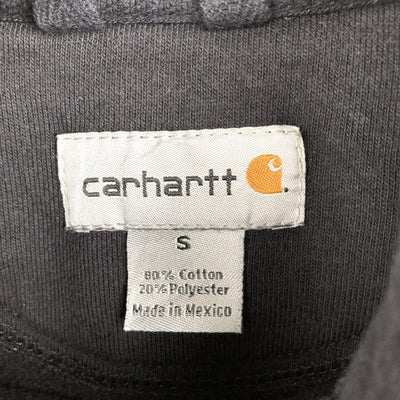 carhartt
S
80% Cotton
20% Polyester
Made in Mexico